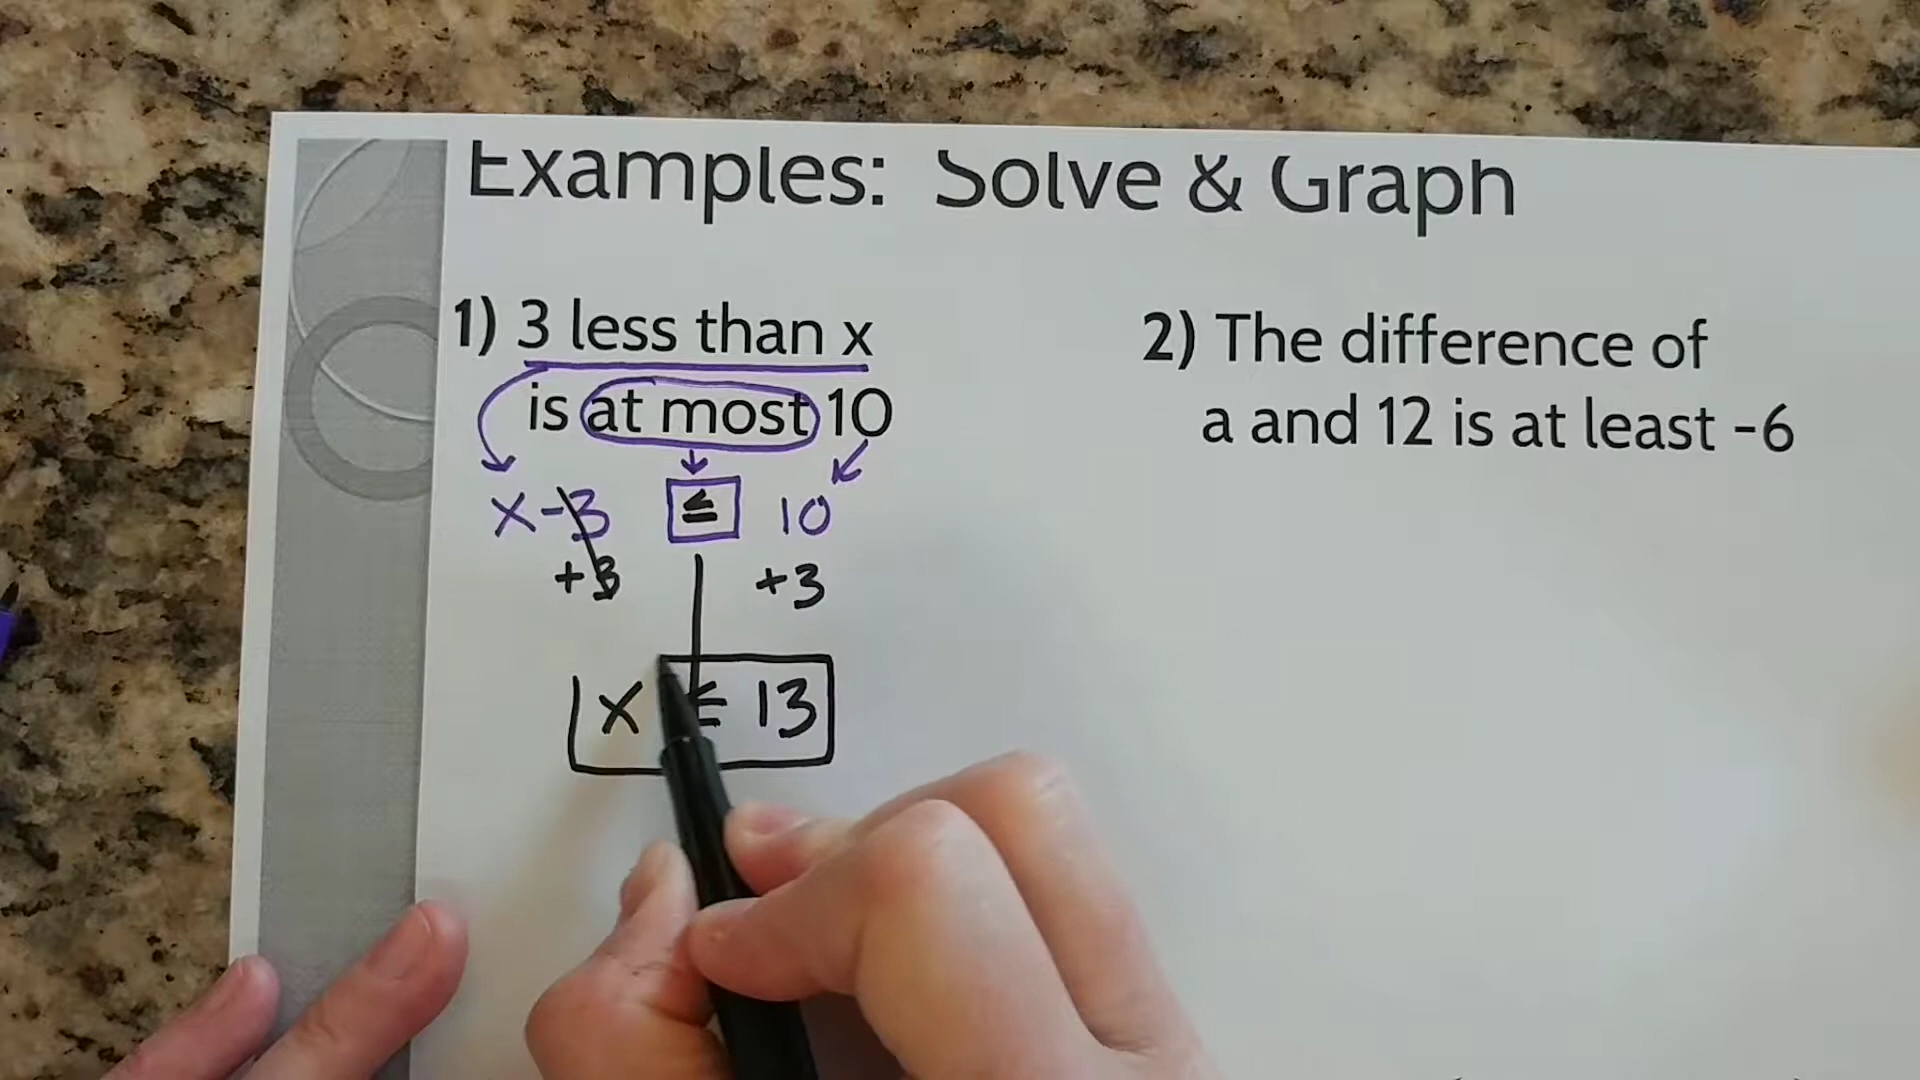 Examples: Solve & Graph
1) 3 less than x
is at most 10
x - 3 ≤ 10
+3 +3
x ≤ 13
2) The difference of
a and 12 is at least -6